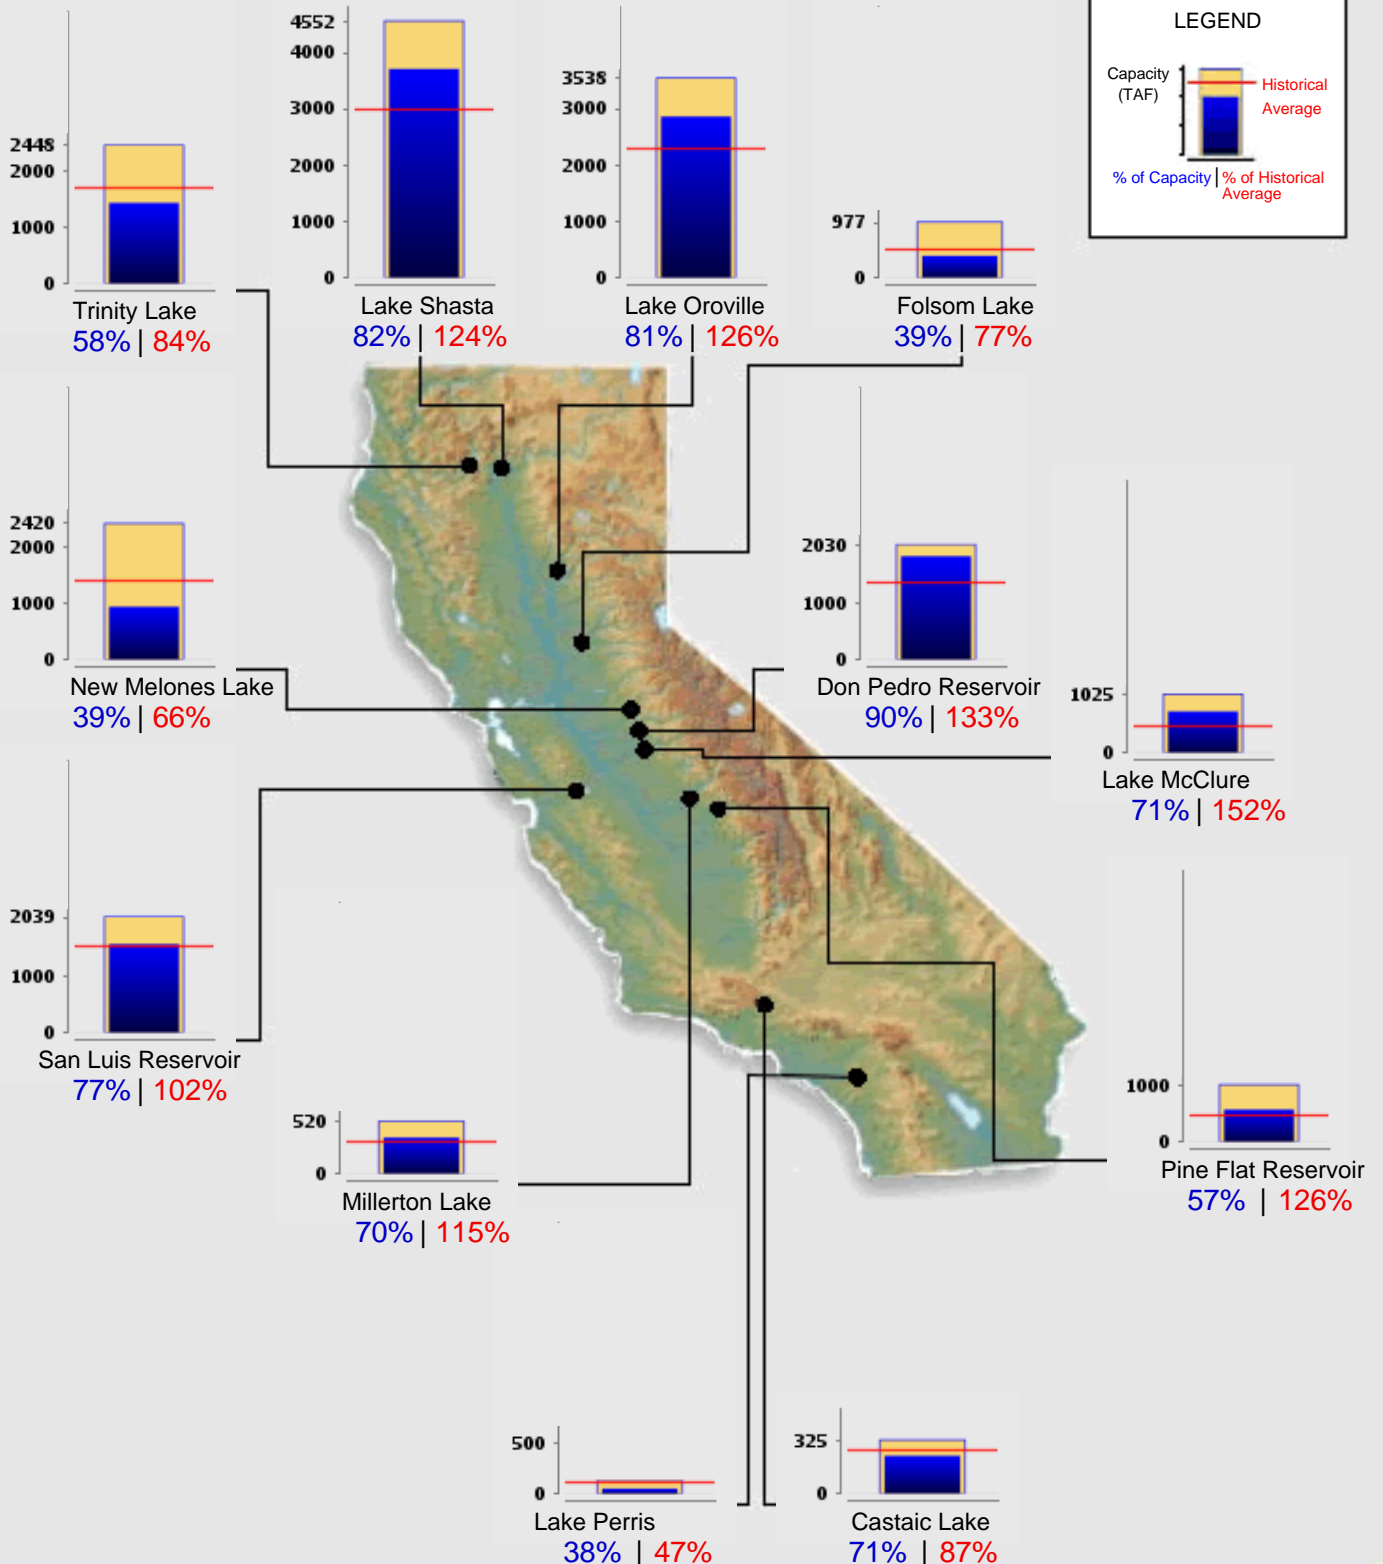 LEGEND
Capacity
(TAF)
Historical
Average
% of Capacity | % of Historical
Average
2448
2000
1000
0
Trinity Lake
58% | 84%
4552
4000
3000
2000
1000
0
Lake Shasta
82% | 124%
3538
3000
2000
1000
0
Lake Oroville
81% | 126%
977
0
Folsom Lake
39% | 77%
2420
2000
1000
0
New Melones Lake
39% | 66%
2030
1000
0
Don Pedro Reservoir
90% | 133%
1025
0
Lake McClure
71% | 152%
2039
1000
0
San Luis Reservoir
77% | 102%
520
0
Millerton Lake
70% | 115%
1000
0
Pine Flat Reservoir
57% | 126%
500
0
Lake Perris
38% | 47%
325
0
Castaic Lake
71% | 87%